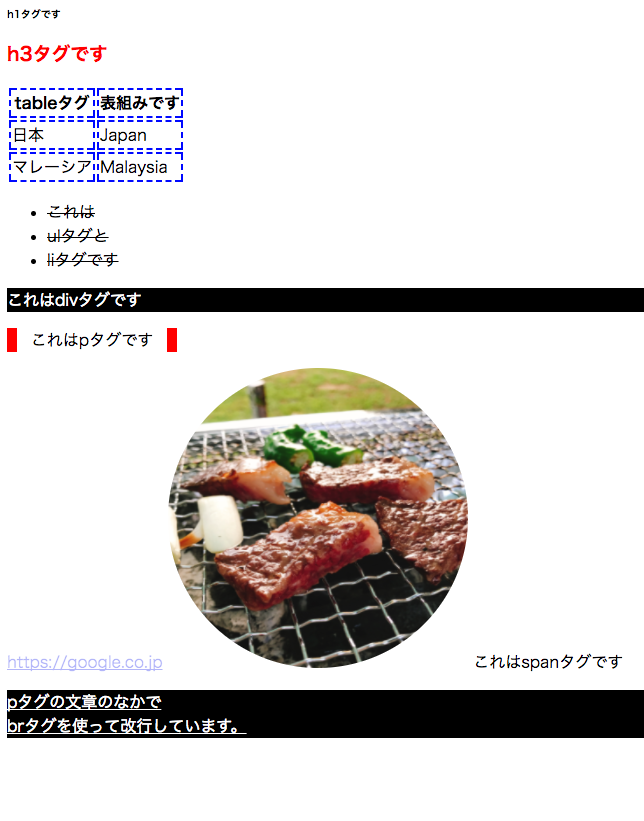 h1タグです
h3タグです
tableタグ 表組みです
日本 Japan
マレーシア Malaysia
これは
ulタグと
liタグです
これはdivタグです
これはpタグです
https://google.co.jp これはspanタグです
pタグの文章のなかで
brタグを使って改行しています。